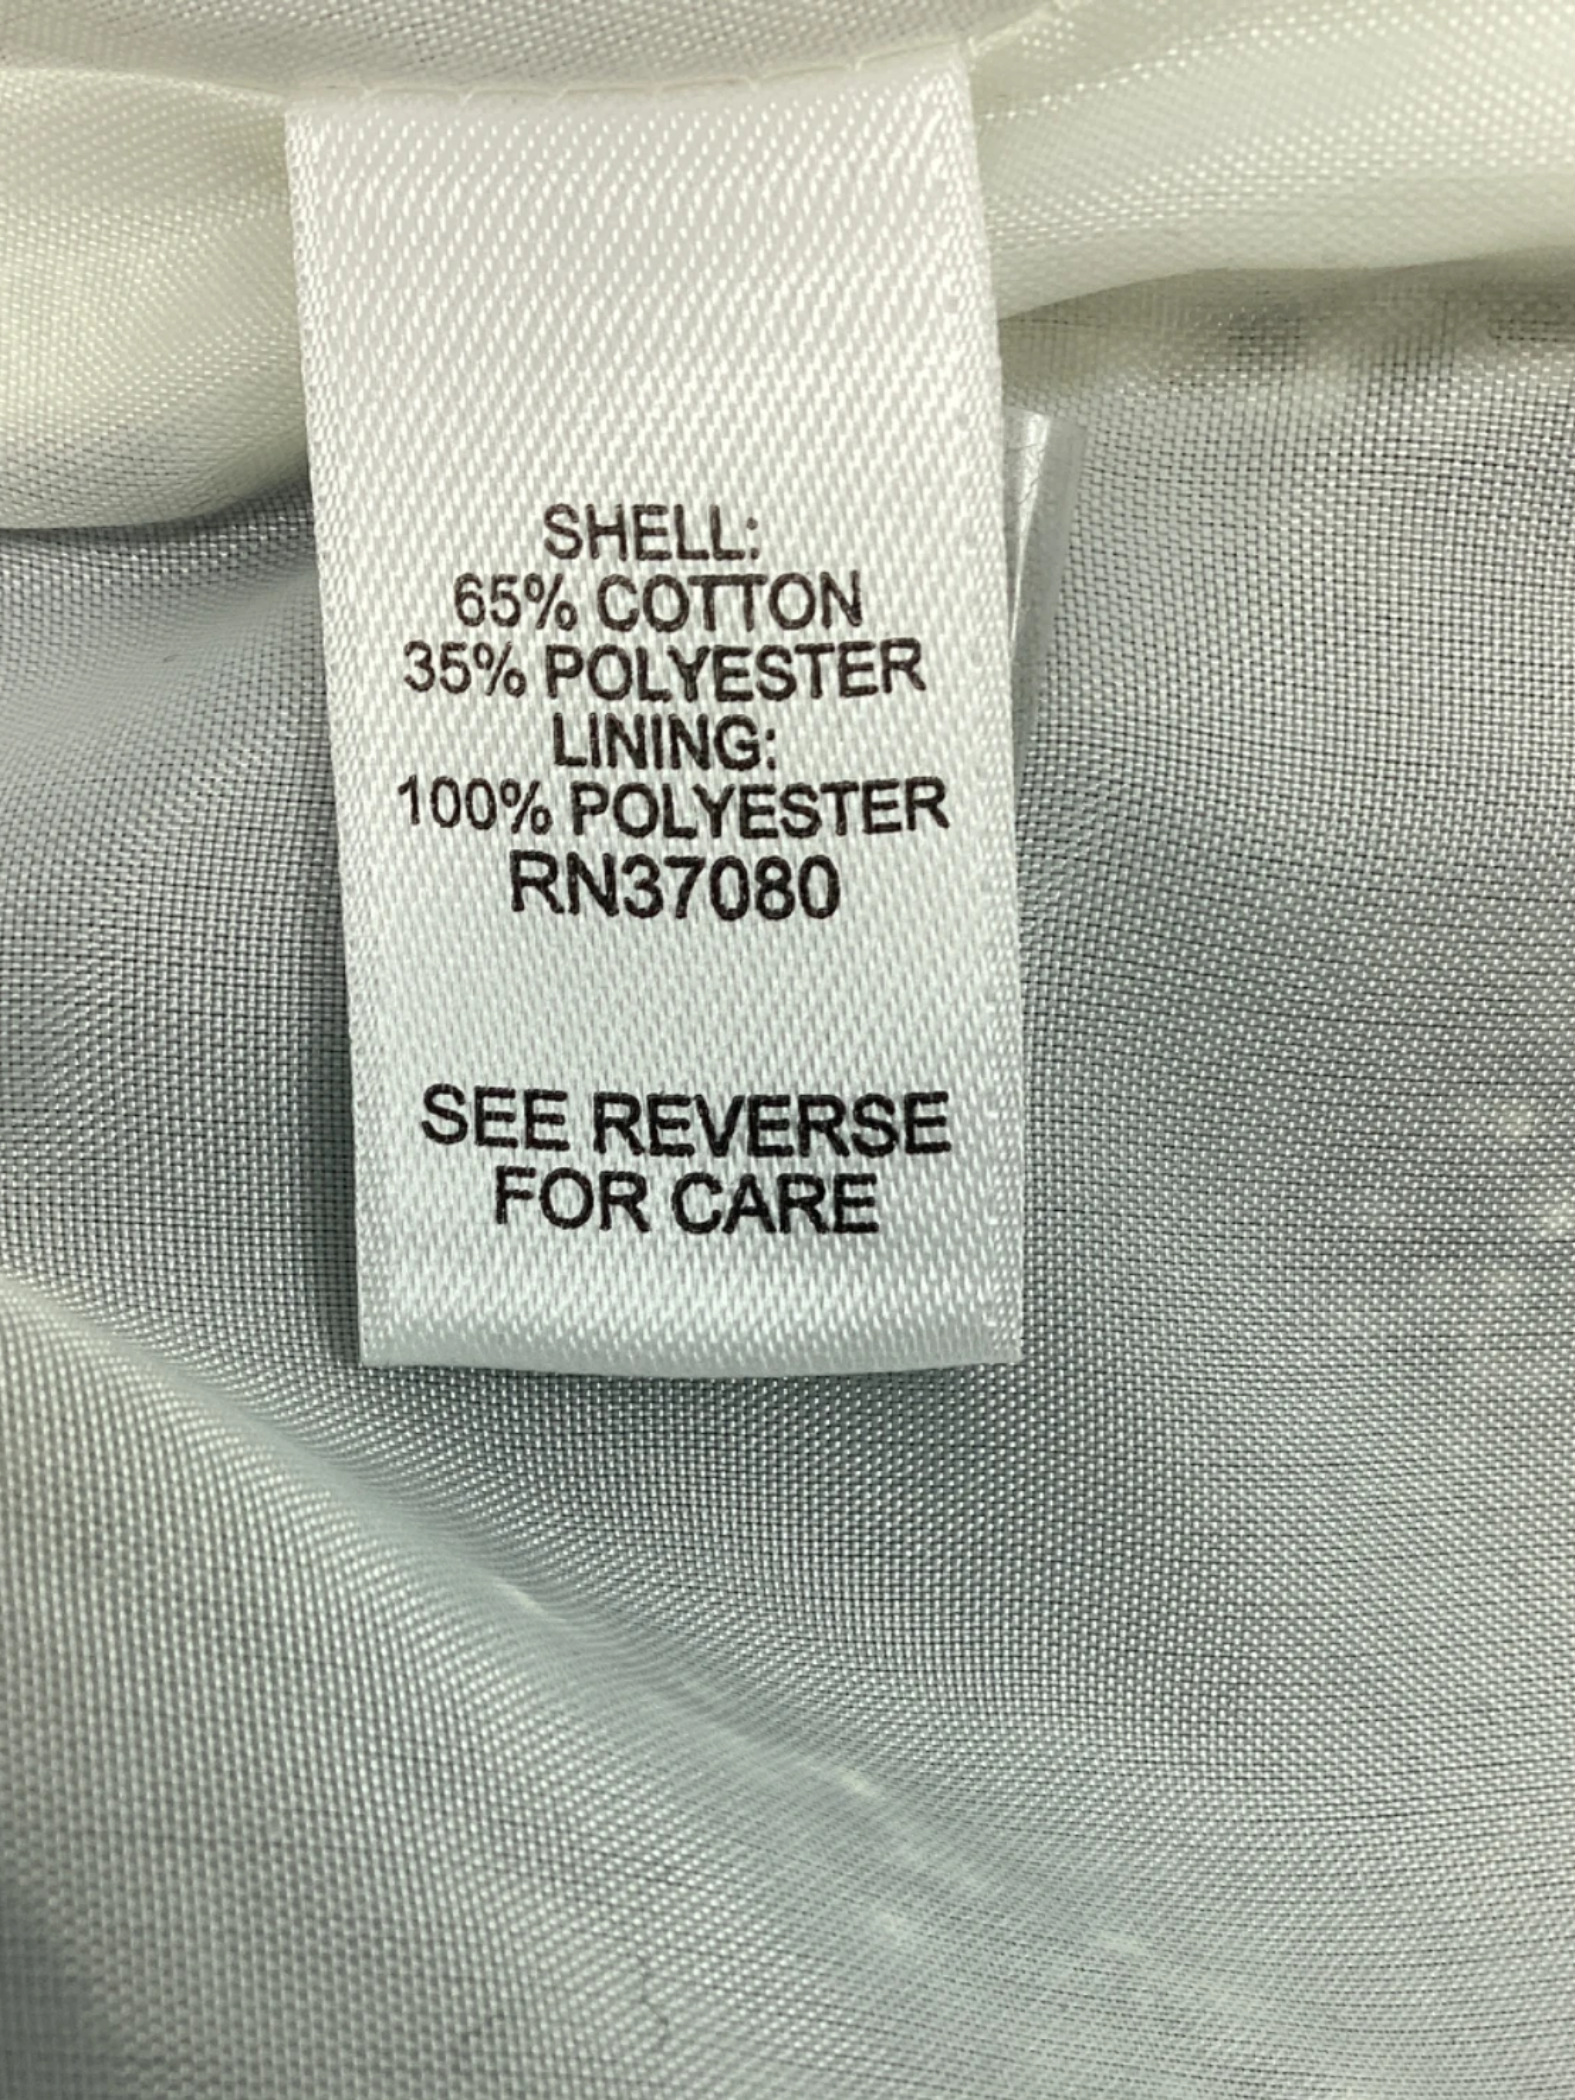 SHELL:
65% COTTON
35% POLYESTER
LINING:
100% POLYESTER
RN37080
SEE REVERSE
FOR CARE